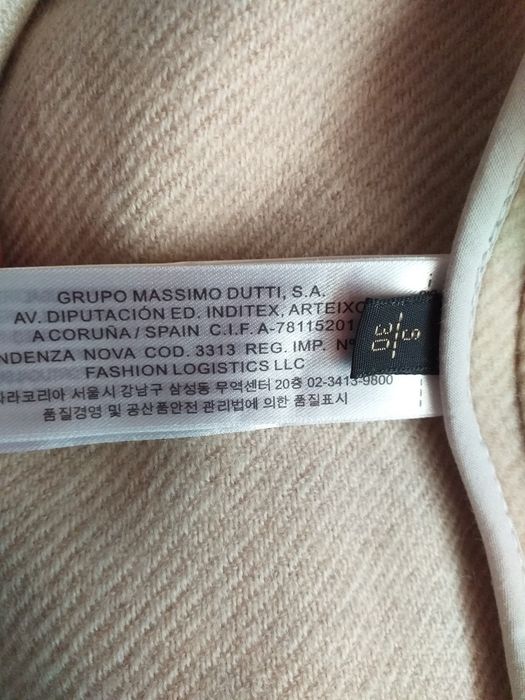 GRUPO MASSIMO DUTTI, S.A.
AV. DIPUTACIÓN ED. INDITEX, ARTEIXO
A CORUÑA / SPAIN C.I.F. A-78115201
NDENZA NOVA COD. 3313 REG. IMP. Nº
FASHION LOGISTICS LLC
라코리아 서울시 강남구 삼성동 무역센터 20층 02-3413-9800
품질경영 및 공산품안전 관리법에 의한 품질표시
03
S